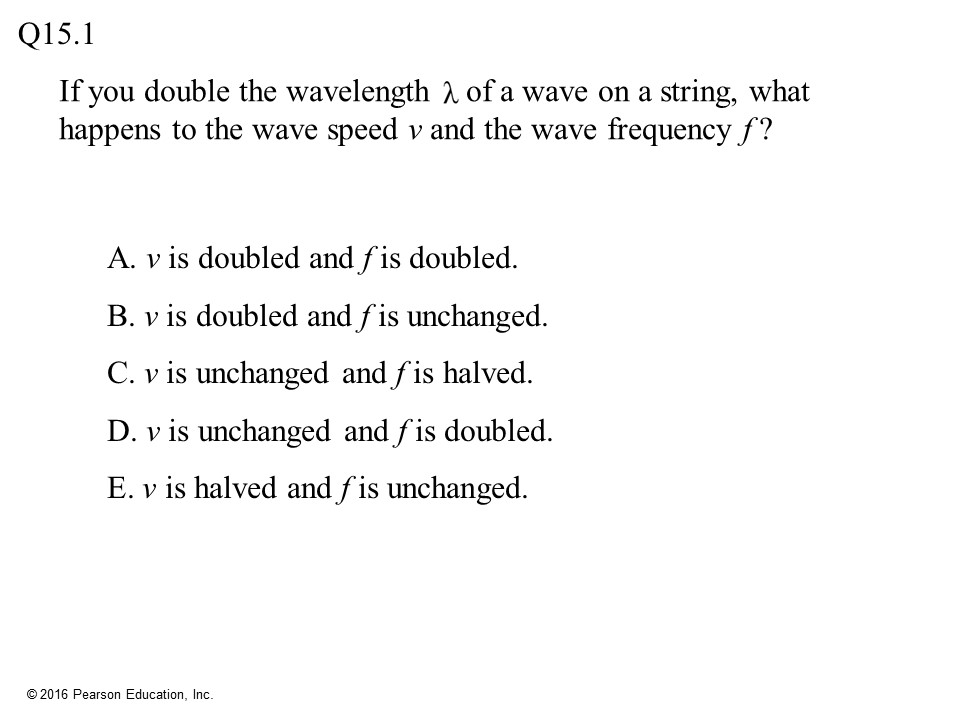 Q15.1
If you double the wavelength λ of a wave on a string, what
happens to the wave speed v and the wave frequency f ?
A. v is doubled and f is doubled.
B. v is doubled and f is unchanged.
C. v is unchanged and f is halved.
D. v is unchanged and f is doubled.
E. v is halved and f is unchanged.
© 2016 Pearson Education, Inc.